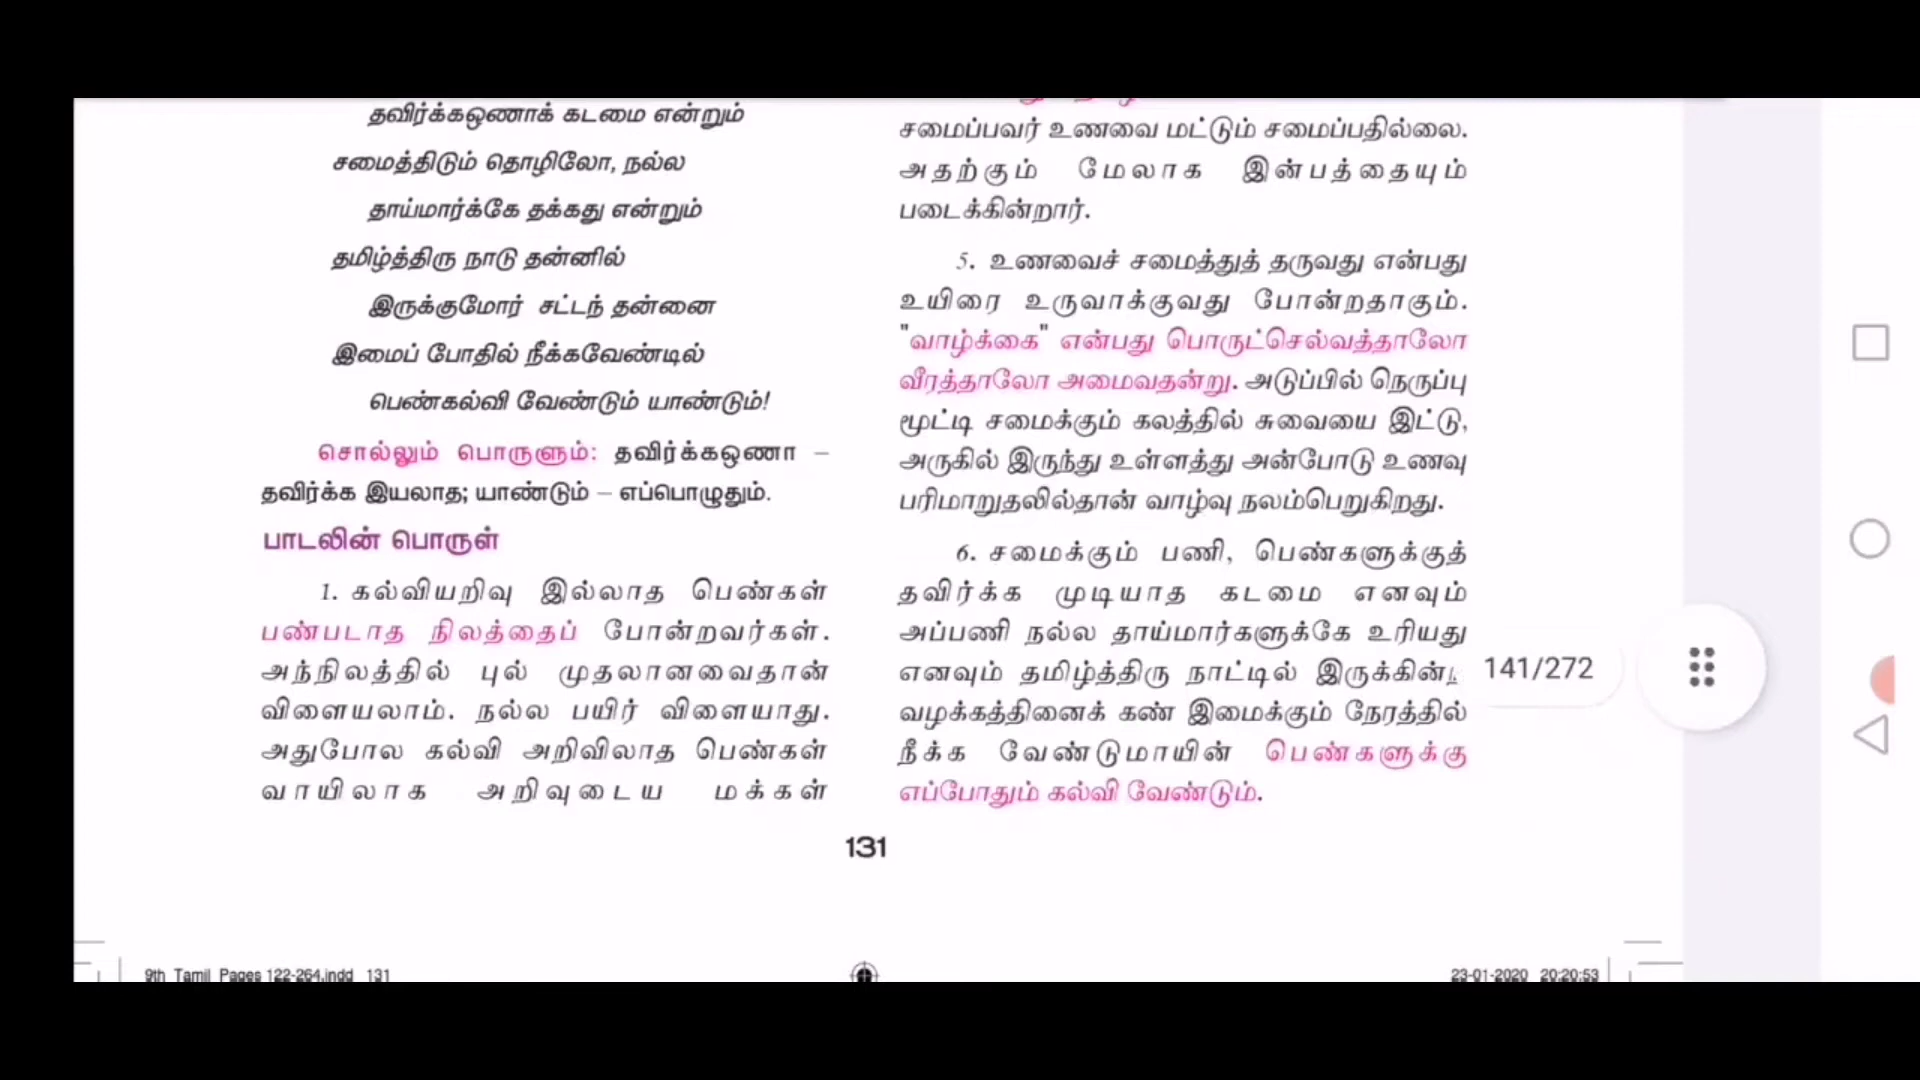 தவிர்க்கஒணாக் கடமை என்றும்
சமைத்திடும் தொழிலோ, நல்ல
தாய்மார்க்கே தக்கது என்றும்
தமிழ்த்திரு நாடு தன்னில்
இருக்குமோர் சட்டந் தன்னை
இமைப் போதில் நீக்கவேண்டில்
பெண்கல்வி வேண்டும் யாண்டும்!
சொல்லும் பொருளும்: தவிர்க்கஒணா –
தவிர்க்க இயலாத; யாண்டும் – எப்பொழுதும்.
பாடலின் பொருள்
1. கல்வியறிவு இல்லாத பெண்கள்
பண்படாத நிலத்தைப் போன்றவர்கள்.
அந்நிலத்தில் புல் முதலானவைதான்
விளையலாம். நல்ல பயிர் விளையாது.
அதுபோல கல்வி அறிவிலாத பெண்கள்
வாயிலாக அறிவுடைய மக்கள்
சமைப்பவர் உணவை மட்டும் சமைப்பதில்லை.
அதற்கும் மேலாக இன்பத்தையும்
படைக்கின்றார்.
5. உணவைச் சமைத்துத் தருவது என்பது
உயிரை உருவாக்குவது போன்றதாகும்.
"வாழ்க்கை" என்பது பொருட்செல்வத்தாலோ
வீரத்தாலோ அமைவதன்று. அடுப்பில் நெருப்பு
மூட்டி சமைக்கும் கலத்தில் சுவையை இட்டு,
அருகில் இருந்து உள்ளத்து அன்போடு உணவு
பரிமாறுதலில்தான் வாழ்வு நலம்பெறுகிறது.
6. சமைக்கும் பணி, பெண்களுக்குத்
தவிர்க்க முடியாத கடமை எனவும்
அப்பணி நல்ல தாய்மார்களுக்கே உரியது
எனவும் தமிழ்த்திரு நாட்டில் இருக்கின்ற
வழக்கத்தினைக் கண் இமைக்கும் நேரத்தில்
நீக்க வேண்டுமாயின் பெண்களுக்கு
எப்போதும் கல்வி வேண்டும்.
141/272
131
9th_Tamil_Pages 122-264.indd 131
23-01-2020 20:20:53